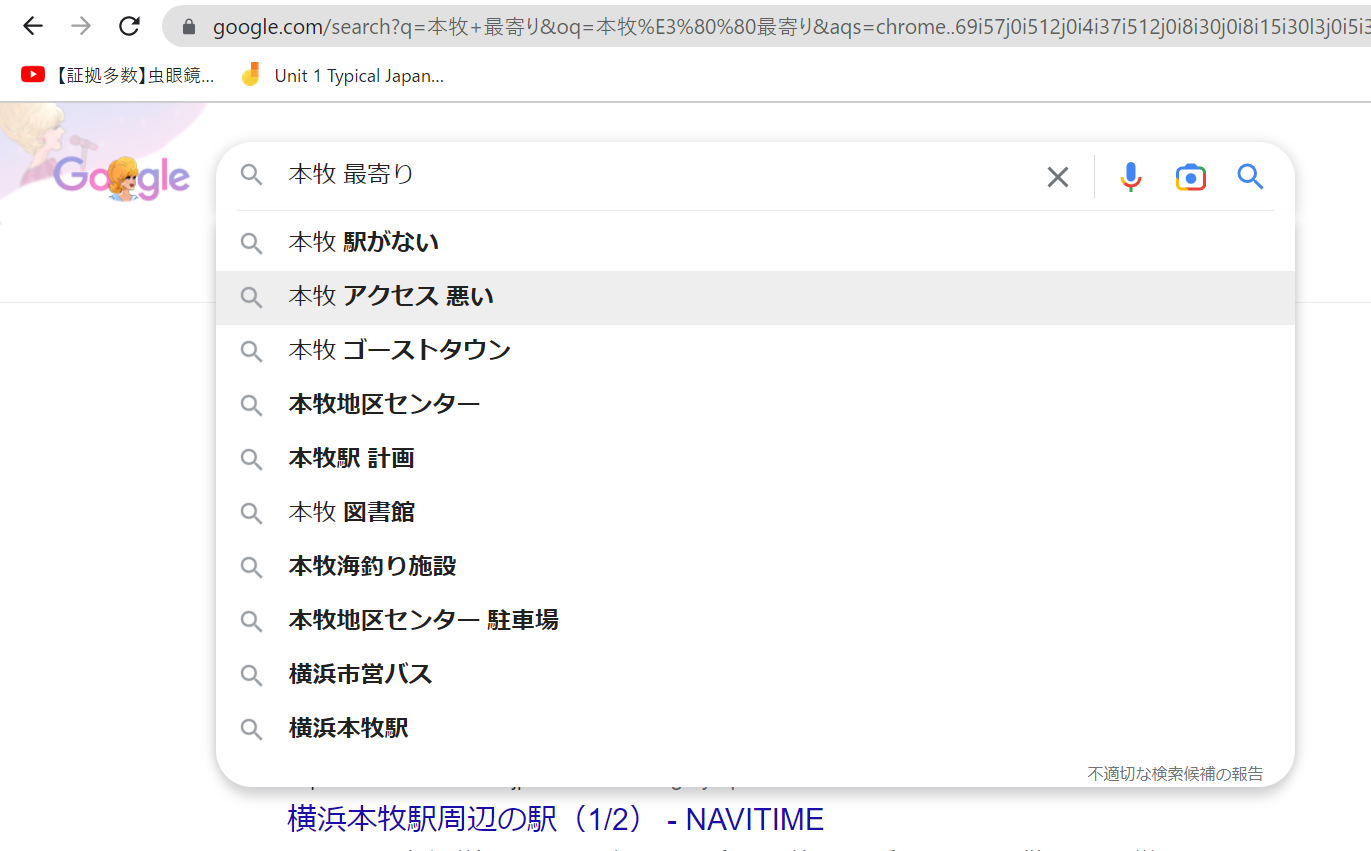 google.com/search?q=本牧+最寄り&oq=本牧%E3%80%80最寄り&aqs=chrome..69i57j0i512j0i4i37i512j0i8i30j0i8i15i30l3j0i5i3
【証拠多数】虫眼鏡... Unit 1 Typical Japan...
Google
本牧 最寄り
本牧 駅がない
本牧 アクセス 悪い
本牧 ゴーストタウン
本牧地区センター
本牧駅 計画
本牧 図書館
本牧海釣り施設
本牧地区センター 駐車場
横浜市営バス
横浜本牧駅
不適切な検索候補の報告
横浜本牧駅周辺の駅（1/2） - NAVITIME